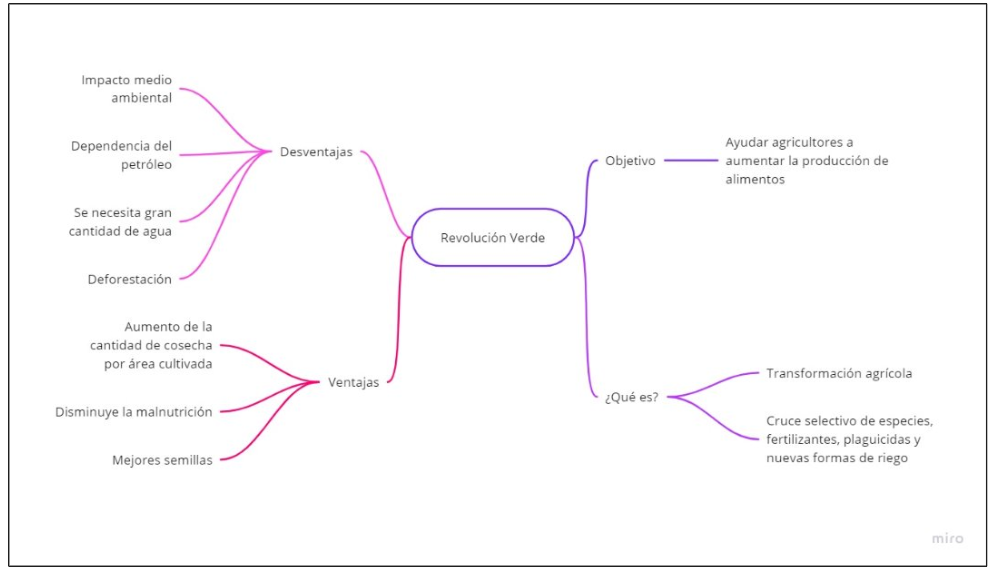 Revolución Verde
Desventajas
Impacto medio
ambiental
Dependencia del
petróleo
Se necesita gran
cantidad de agua
Deforestación
Ventajas
Aumento de la
cantidad de cosecha
por área cultivada
Disminuye la malnutrición
Mejores semillas
Objetivo
Ayudar agricultores a
aumentar la producción de
alimentos
¿Qué es?
Transformación agrícola
Cruce selectivo de especies,
fertilizantes, plaguicidas y
nuevas formas de riego
miro